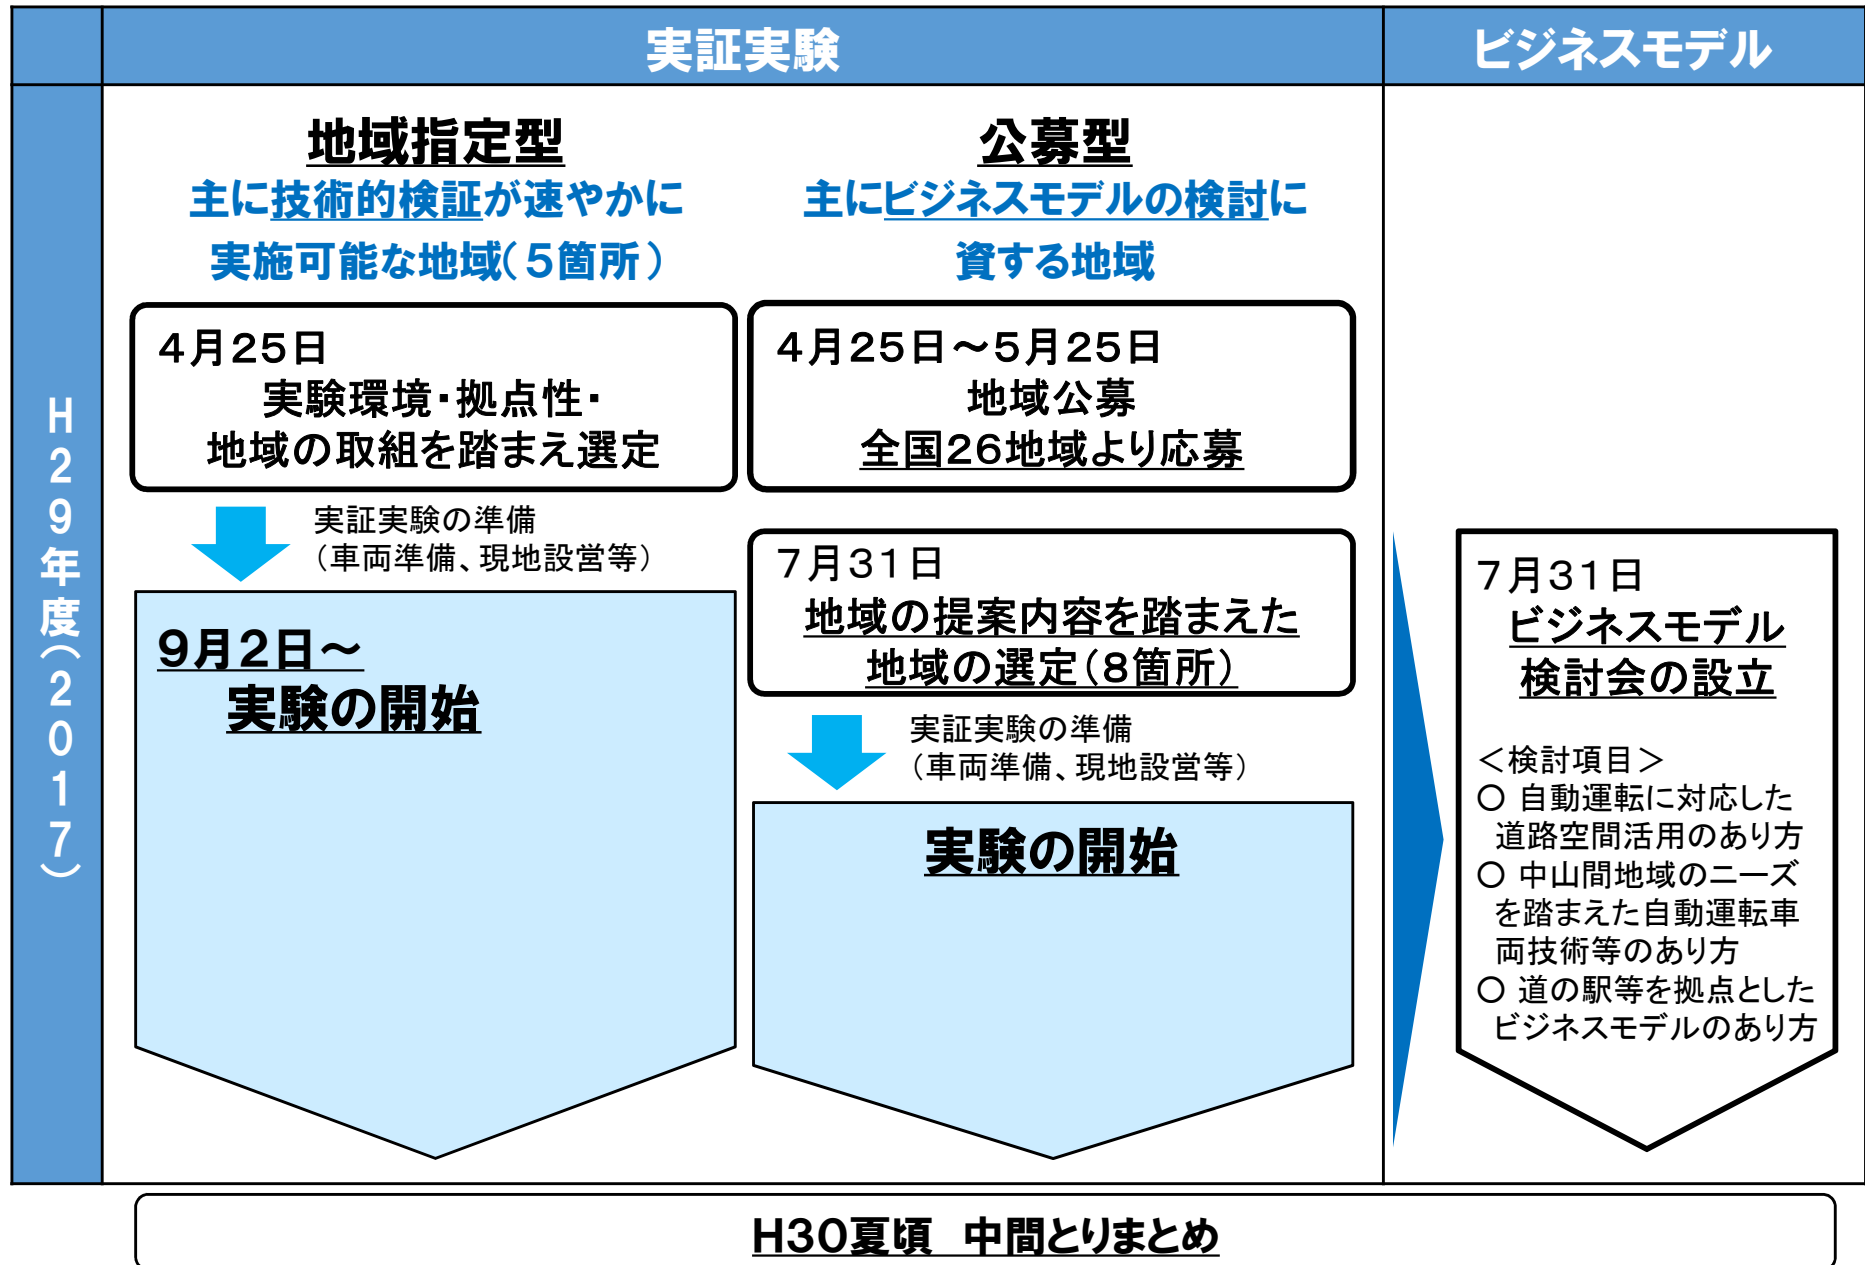 実証実験
ビジネスモデル
H29年度(2017)
地域指定型
主に技術的検証が速やかに
実施可能な地域(5箇所)
4月25日
実験環境・拠点性・
地域の取組を踏まえ選定
実証実験の準備
(車両準備、現地設営等)
9月2日～
実験の開始
公募型
主にビジネスモデルの検討に
資する地域
4月25日～5月25日
地域公募
全国26地域より応募
7月31日
地域の提案内容を踏まえた
地域の選定(8箇所)
実証実験の準備
(車両準備、現地設営等)
実験の開始
7月31日
ビジネスモデル
検討会の設立
＜検討項目＞
○ 自動運転に対応した
道路空間活用のあり方
○ 中山間地域のニーズ
を踏まえた自動運転車
両技術等のあり方
○ 道の駅等を拠点とした
ビジネスモデルのあり方
H30夏頃　中間とりまとめ